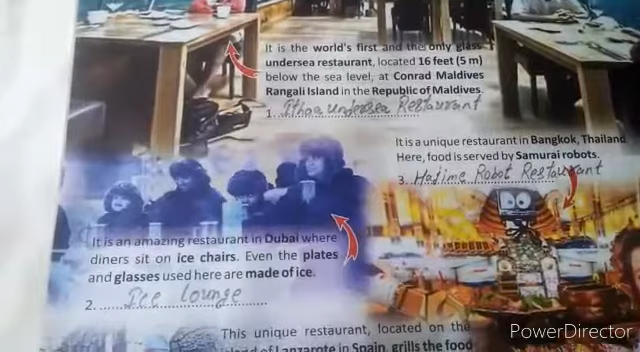 It is the world's first and the only glass
undersea restaurant, located 16 feet (5 m)
below the sea level, at Conrad Maldives
Rangali Island in the Republic of Maldives.
1. Ithaa undersea Restaurant
It is a unique restaurant in Bangkok, Thailand.
Here, food is served by Samurai robots.
3. Hajime Robot Restaurant
It is an amazing restaurant in Dubai where
diners sit on ice chairs. Even the plates
and glasses used here are made of ice.
2. Ice lounge
This unique restaurant, located on the
island of Lanzarote in Spain, grills the food
PowerDirector